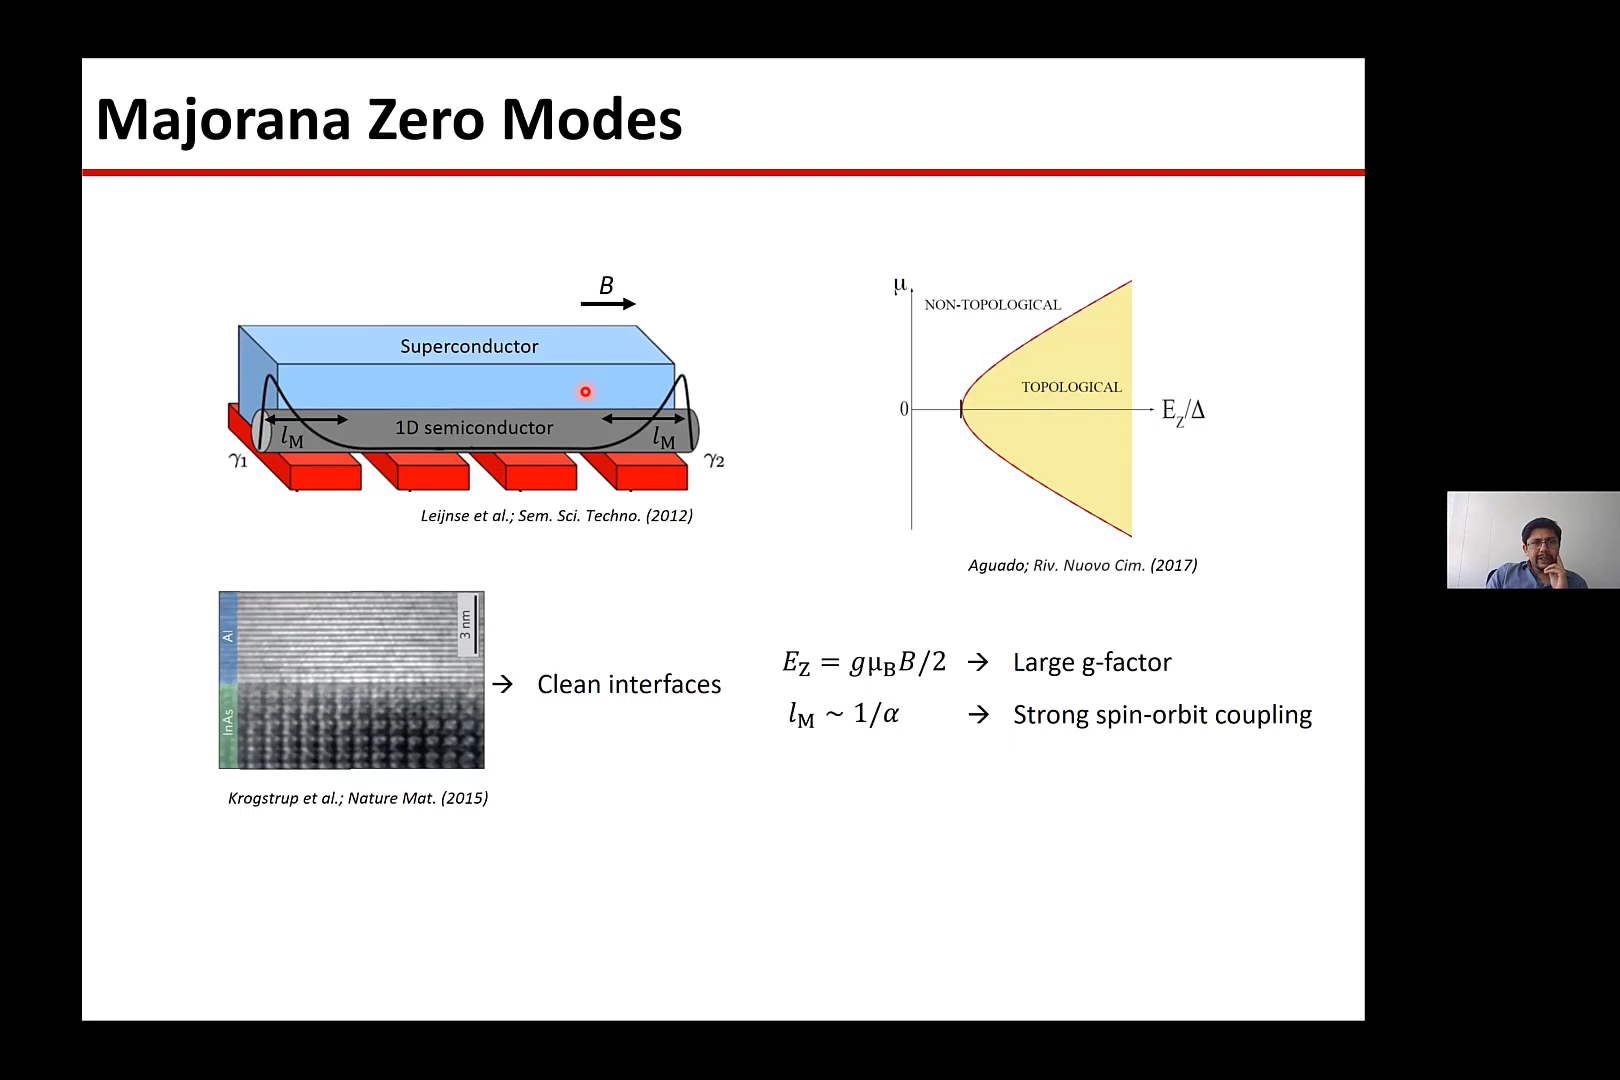 Majorana Zero Modes
B
Superconductor
1D semiconductor
l_M
l_M
γ₁
γ₂
Leijnse et al.; Sem. Sci. Techno. (2012)
μ
NON-TOPOLOGICAL
TOPOLOGICAL
0
E_Z/Δ
Aguado; Riv. Nuovo Cim. (2017)
Al
InAs
3 nm
→ Clean interfaces
Krogstrup et al.; Nature Mat. (2015)
E_Z = gμ_B B/2 → Large g-factor
l_M ~ 1/α → Strong spin-orbit coupling